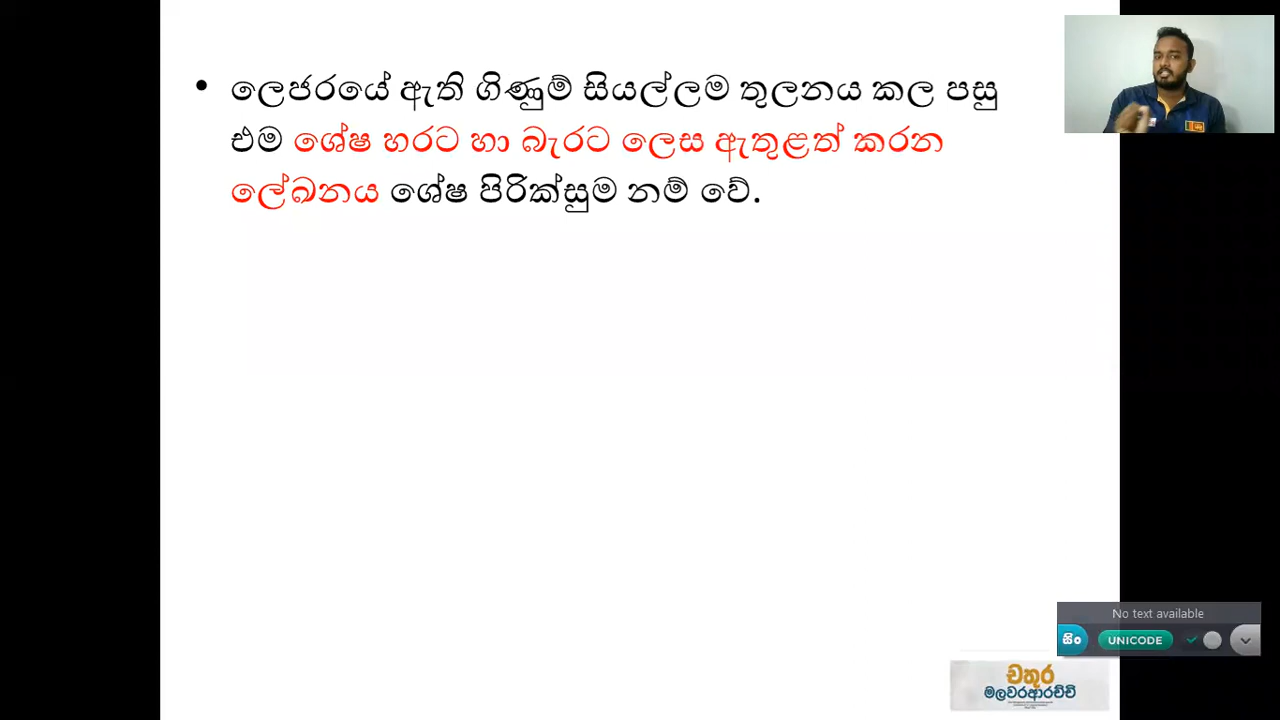 • ලෙජරයේ ඇති ගිණුම් සියල්ලම තුලනය කල පසු
එම ශේෂ හරට හා බැරට ලෙස ඇතුළත් කරන
ලේඛනය ශේෂ පිරික්සුම නම් වේ.
No text available
සිං UNICODE
චතුර
මලවරආරච්චි